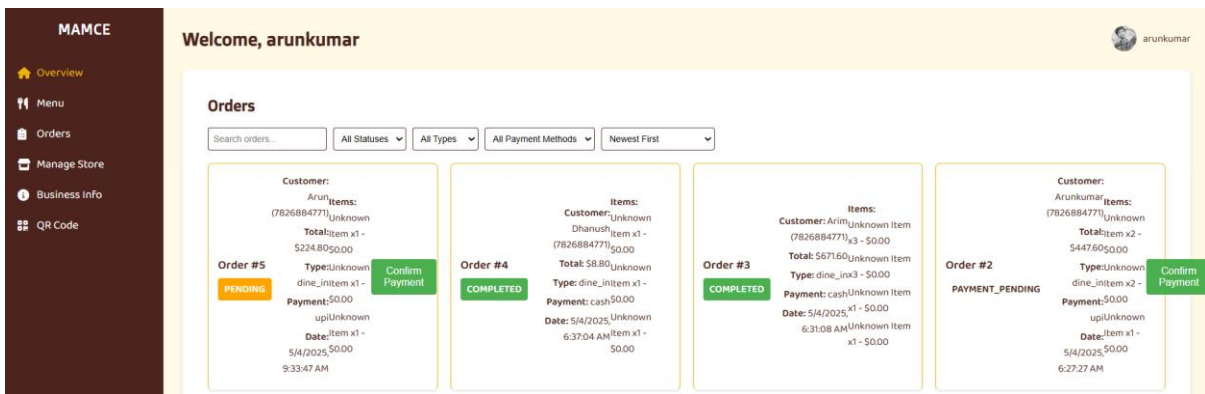 MAMCE
Overview
Menu
Orders
Manage Store
Business Info
QR Code
Welcome, arunkumar
arunkumar
Orders
Search orders...
All Statuses
All Types
All Payment Methods
Newest First
Order #5
PENDING
Customer:
Arun
(7826884771)
Total:
$224.80
Type:
dine_in
Payment:
upi
Date:
5/4/2025,
9:33:47 AM
Items:
Unknown
Item x1 -
$0.00
Unknown
Item x1 -
$0.00
Unknown
Item x1 -
$0.00
Confirm
Payment
Order #4
COMPLETED
Customer:
Dhanush
(7826884771)
Total: $8.80
Type: dine_in
Payment: cash
Date: 5/4/2025,
6:37:04 AM
Items:
Unknown
Item x1 -
$0.00
Unknown
Item x1 -
$0.00
Unknown
Item x1 -
$0.00
Order #3
COMPLETED
Customer: Arim
(7826884771)
Total: $671.60
Type: dine_in
Payment: cash
Date: 5/4/2025,
6:31:08 AM
Items:
Unknown Item
x3 - $0.00
Unknown Item
x3 - $0.00
Unknown Item
x1 - $0.00
Unknown Item
x1 - $0.00
Order #2
PAYMENT_PENDING
Customer:
Arunkumar
(7826884771)
Total:
$447.60
Type:
dine_in
Payment:
upi
Date:
5/4/2025,
6:27:27 AM
Items:
Unknown
Item x2 -
$0.00
Unknown
Item x2 -
$0.00
Unknown
Item x1 -
$0.00
Confirm
Payment